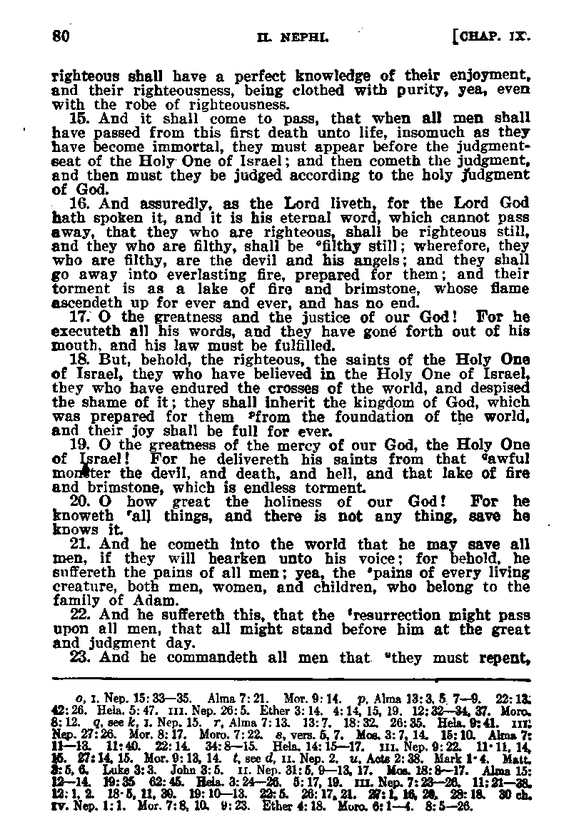 80 II. NEPHI. [CHAP. IX.
righteous shall have a perfect knowledge of their enjoyment,
and their righteousness, being clothed with purity, yea, even
with the robe of righteousness.
15. And it shall come to pass, that when all men shall
have passed from this first death unto life, insomuch as they
have become immortal, they must appear before the judgment-
seat of the Holy One of Israel; and then cometh the judgment,
and then must they be judged according to the holy judgment
of God.
16. And assuredly, as the Lord liveth, for the Lord God
hath spoken it, and it is his eternal word, which cannot pass
away, that they who are righteous, shall be righteous still,
and they who are filthy, shall be ᵒfilthy still; wherefore, they
who are filthy, are the devil and his angels; and they shall
go away into everlasting fire, prepared for them; and their
torment is as a lake of fire and brimstone, whose flame
ascendeth up for ever and ever, and has no end.
17. O the greatness and the justice of our God! For he
executeth all his words, and they have gone forth out of his
mouth, and his law must be fulfilled.
18. But, behold, the righteous, the saints of the Holy One
of Israel, they who have believed in the Holy One of Israel,
they who have endured the crosses of the world, and despised
the shame of it; they shall inherit the kingdom of God, which
was prepared for them ᵖfrom the foundation of the world,
and their joy shall be full for ever.
19. O the greatness of the mercy of our God, the Holy One
of Israel! For he delivereth his saints from that qawful
monster the devil, and death, and hell, and that lake of fire
and brimstone, which is endless torment.
20. O how great the holiness of our God! For he
knoweth ʳall things, and there is not any thing, save he
knows it.
21. And he cometh into the world that he may save all
men, if they will hearken unto his voice; for behold, he
suffereth the pains of all men; yea, the ˢpains of every living
creature, both men, women, and children, who belong to the
family of Adam.
22. And he suffereth this, that the ᵗresurrection might pass
upon all men, that all might stand before him at the great
and judgment day.
23. And he commandeth all men that ᵘthey must repent,
o, I. Nep. 15:33—35. Alma 7:21. Mor. 9:14. p, Alma 13:3, 5, 7—9. 22:13.
42:26. Hela. 5:47. III. Nep. 26:5. Ether 3:14. 4:14, 15, 19. 12:32—34, 37. Moro.
8:12. q, see k, I. Nep. 15. r, Alma 7:13. 13:7. 18:32. 26:35. Hela. 9:41. III.
Nep. 27:26. Mor. 8:17. Moro. 7:22. s, vers. 5, 7. Mos. 3:7, 14. 15:10. Alma 7:
11—13. 11:40. 22:14. 34:8—15. Hela. 14:15—17. III. Nep. 9:22. 11:11, 14,
15. 27:14, 15. Mor. 9:13, 14. t, see d, II. Nep. 2. u, Acts 2:38. Mark 1:4. Matt.
3:5, 6. Luke 3:3. John 3:5. II. Nep. 31:5, 9—13, 17. Mos. 18:8—17. Alma 15:
12—14. 19:35 62:45. Hela. 3:24—26. 5:17, 19. III. Nep. 7:23—26. 11:21—38.
12:1, 2. 18:5, 11, 30. 19:10—13. 22:5. 26:17, 21. 27:1, 16, 20. 28:18. 30 ch.
IV. Nep. 1:1. Mor. 7:8, 10. 9:23. Ether 4:18. Moro. 6:1—4. 8:5—26.